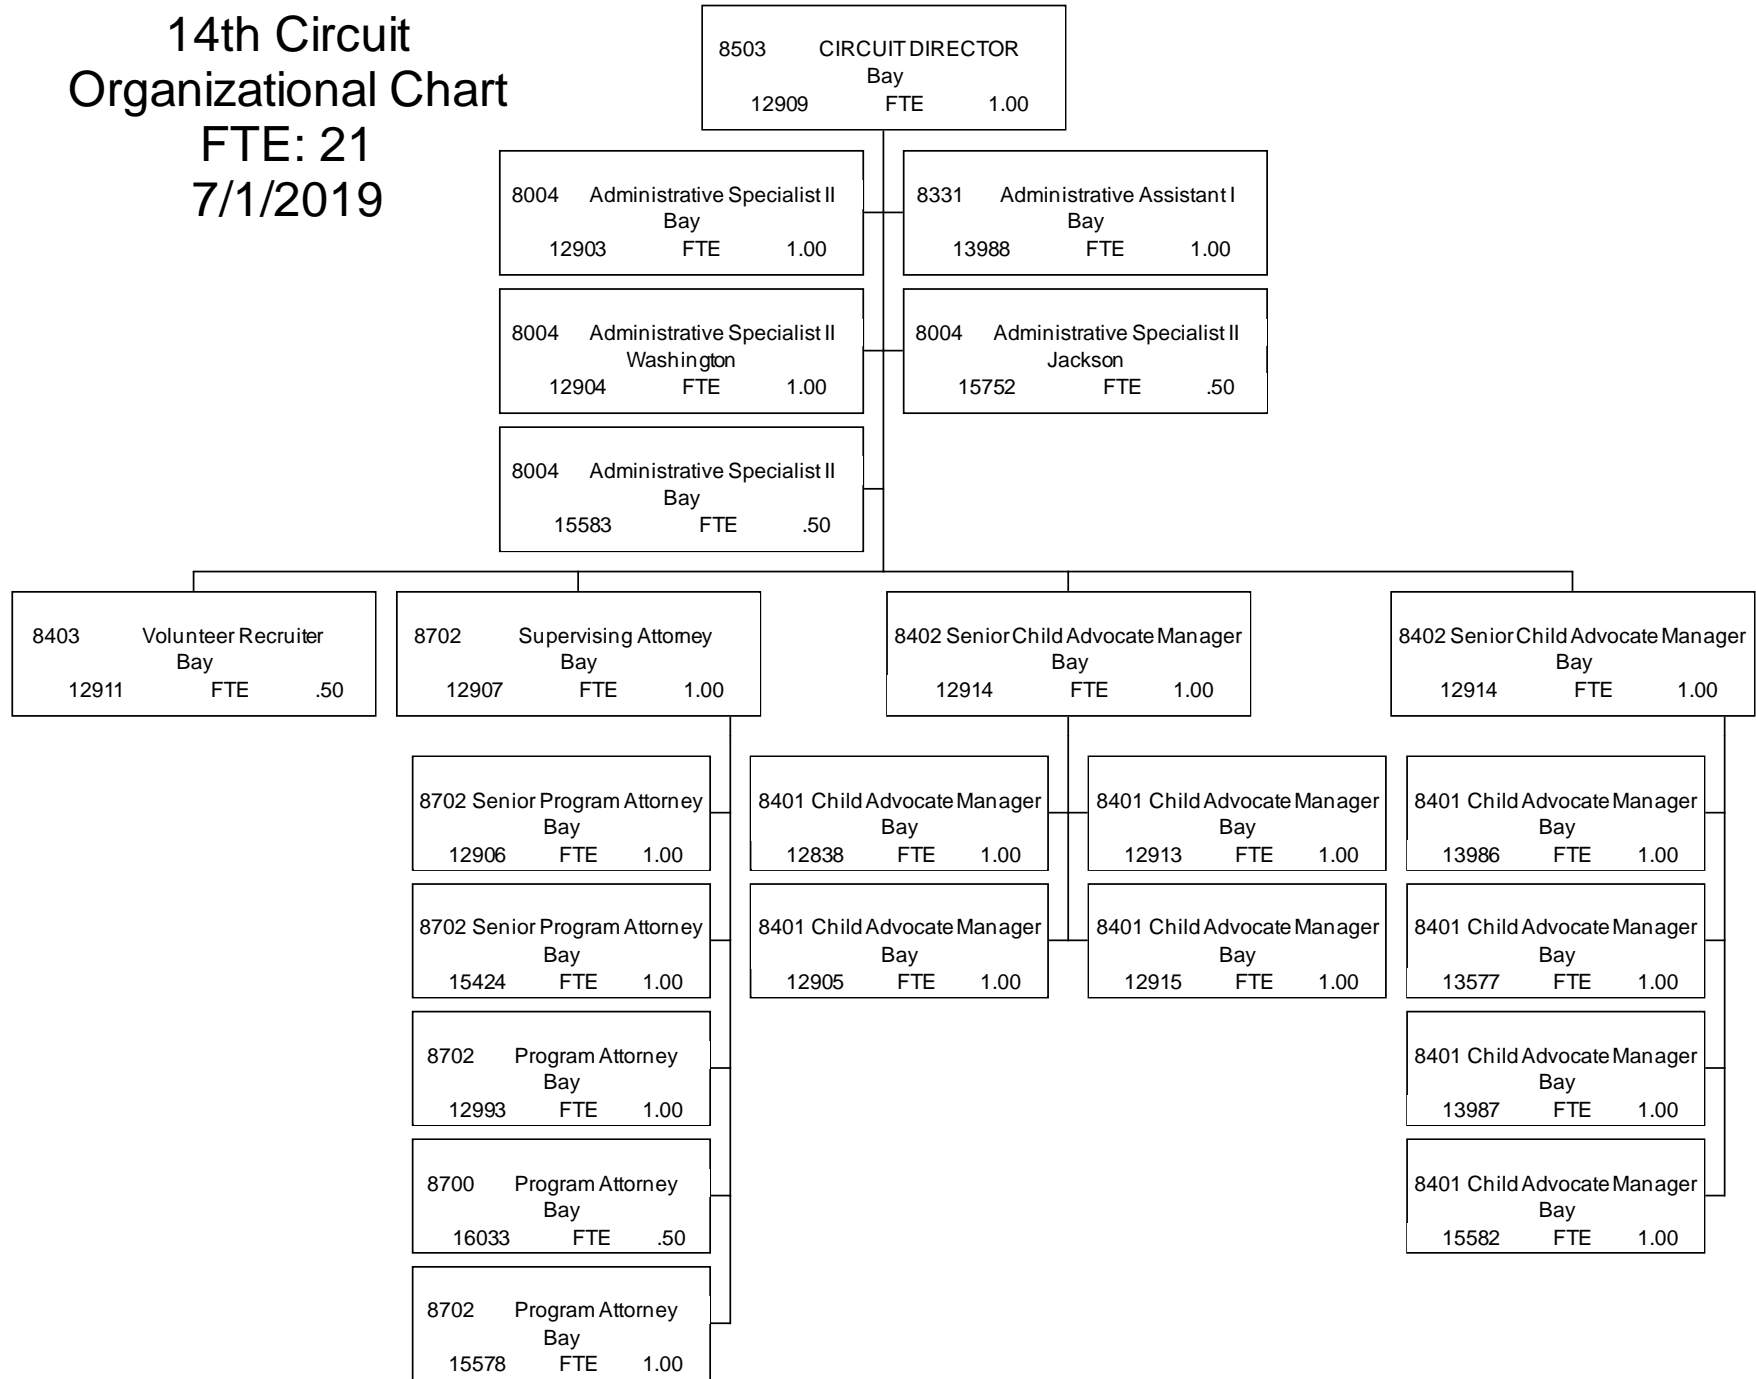 14th Circuit
Organizational Chart
FTE: 21
7/1/2019
8503 CIRCUIT DIRECTOR
Bay
12909 FTE 1.00
8004 Administrative Specialist II
Bay
12903 FTE 1.00
8331 Administrative Assistant I
Bay
13988 FTE 1.00
8004 Administrative Specialist II
Washington
12904 FTE 1.00
8004 Administrative Specialist II
Jackson
15752 FTE .50
8004 Administrative Specialist II
Bay
15583 FTE .50
8403 Volunteer Recruiter
Bay
12911 FTE .50
8702 Supervising Attorney
Bay
12907 FTE 1.00
8402 Senior Child Advocate Manager
Bay
12914 FTE 1.00
8402 Senior Child Advocate Manager
Bay
12914 FTE 1.00
8702 Senior Program Attorney
Bay
12906 FTE 1.00
8702 Senior Program Attorney
Bay
15424 FTE 1.00
8702 Program Attorney
Bay
12993 FTE 1.00
8700 Program Attorney
Bay
16033 FTE .50
8702 Program Attorney
Bay
15578 FTE 1.00
8401 Child Advocate Manager
Bay
12838 FTE 1.00
8401 Child Advocate Manager
Bay
12913 FTE 1.00
8401 Child Advocate Manager
Bay
12905 FTE 1.00
8401 Child Advocate Manager
Bay
12915 FTE 1.00
8401 Child Advocate Manager
Bay
13986 FTE 1.00
8401 Child Advocate Manager
Bay
13577 FTE 1.00
8401 Child Advocate Manager
Bay
13987 FTE 1.00
8401 Child Advocate Manager
Bay
15582 FTE 1.00